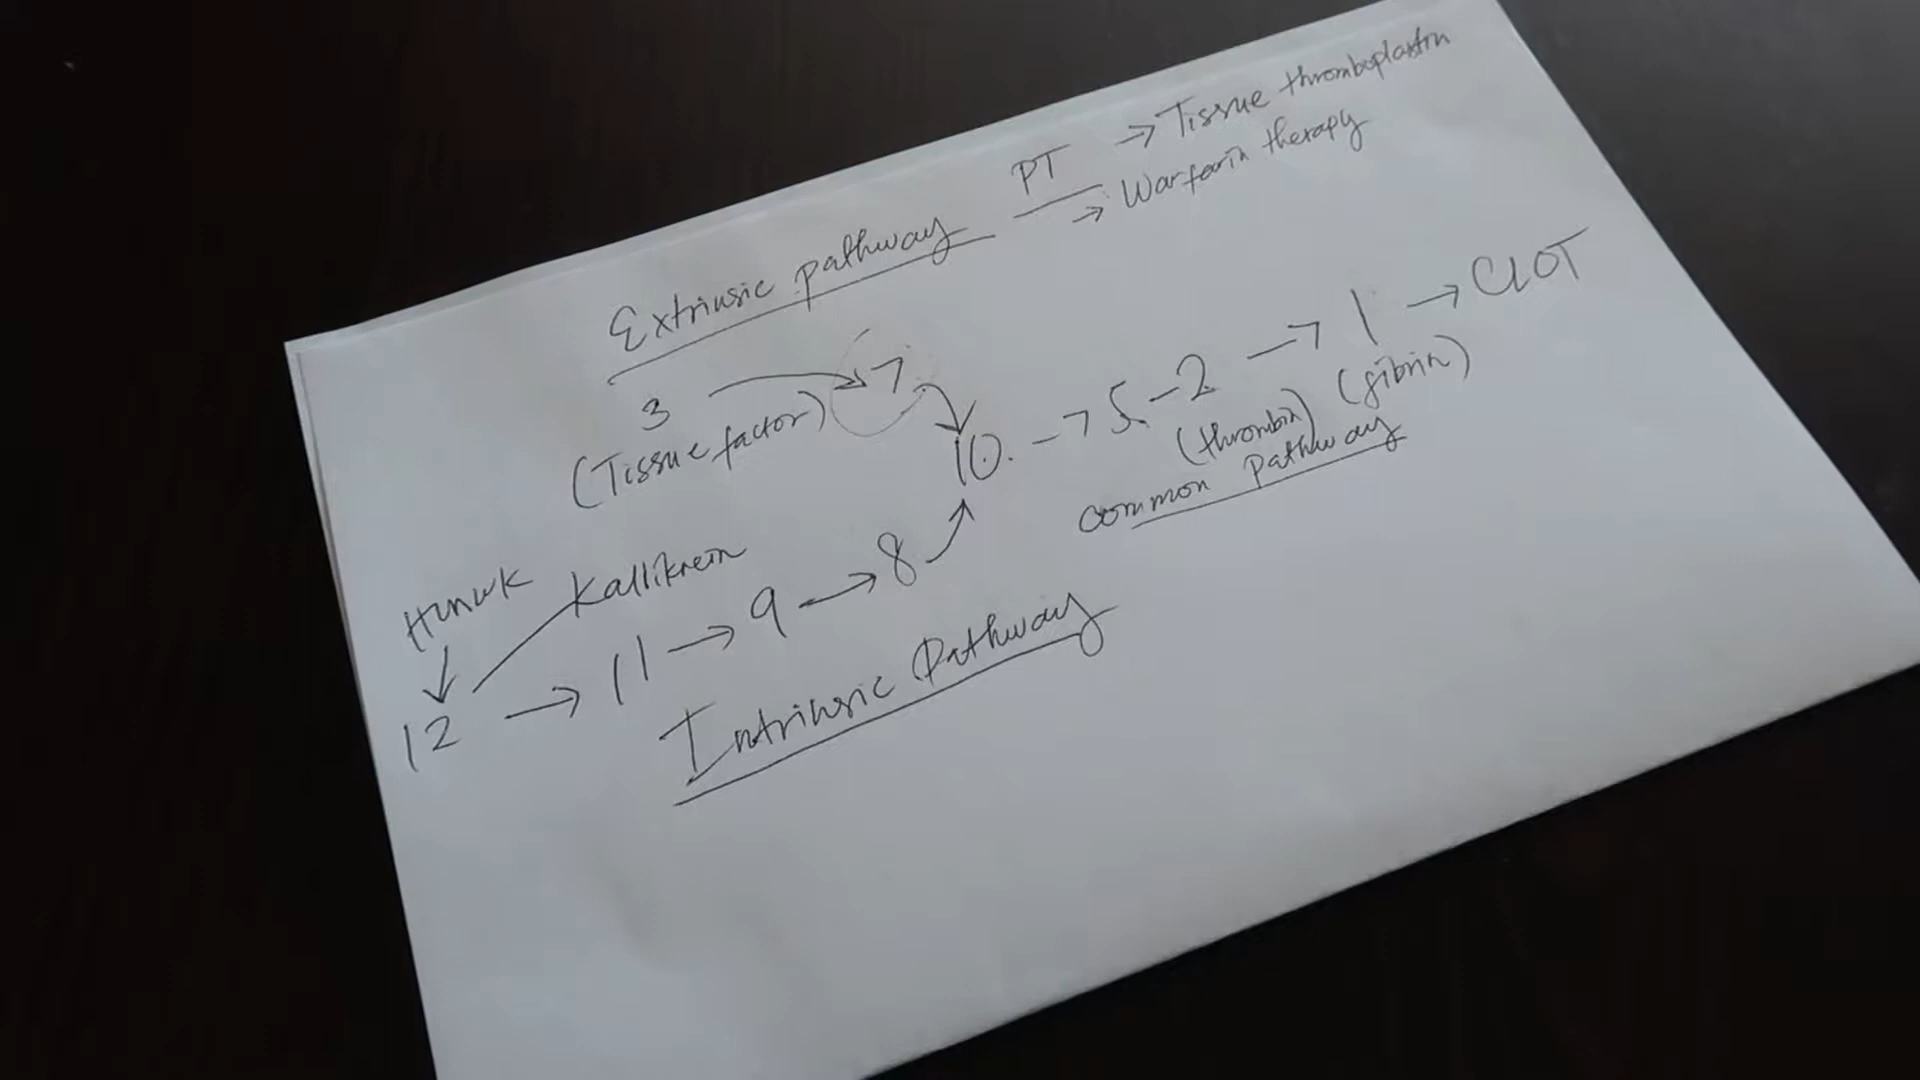 PT → Tissue thromboplastin
→ Warfarin therapy
Extrinsic pathway
3 → 7
(Tissue factor)
10. → 5 - 2 → 1 → CLOT
(thrombin) (fibrin)
common Pathway
HMWK Kallikrein
12 → 11 → 9 → 8
Intrinsic Pathway